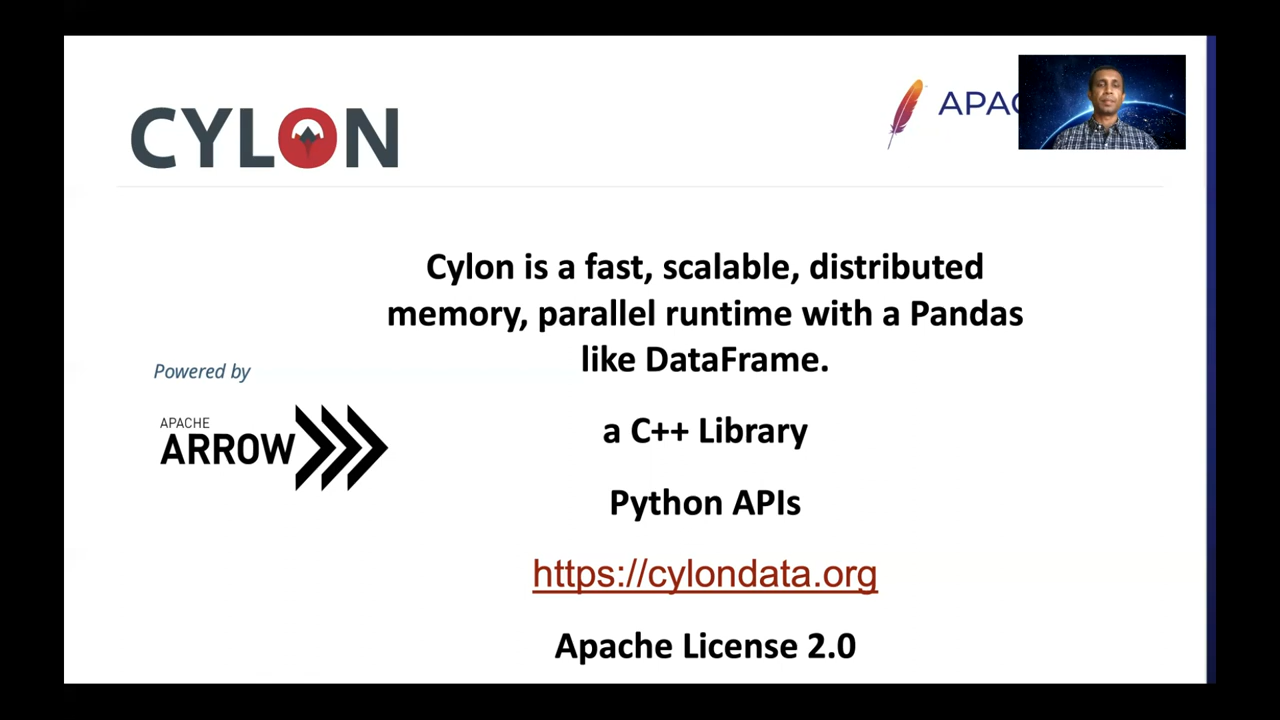 CYLON
Cylon is a fast, scalable, distributed
memory, parallel runtime with a Pandas
like DataFrame.
Powered by
APACHE
ARROW
a C++ Library
Python APIs
https://cylondata.org
Apache License 2.0